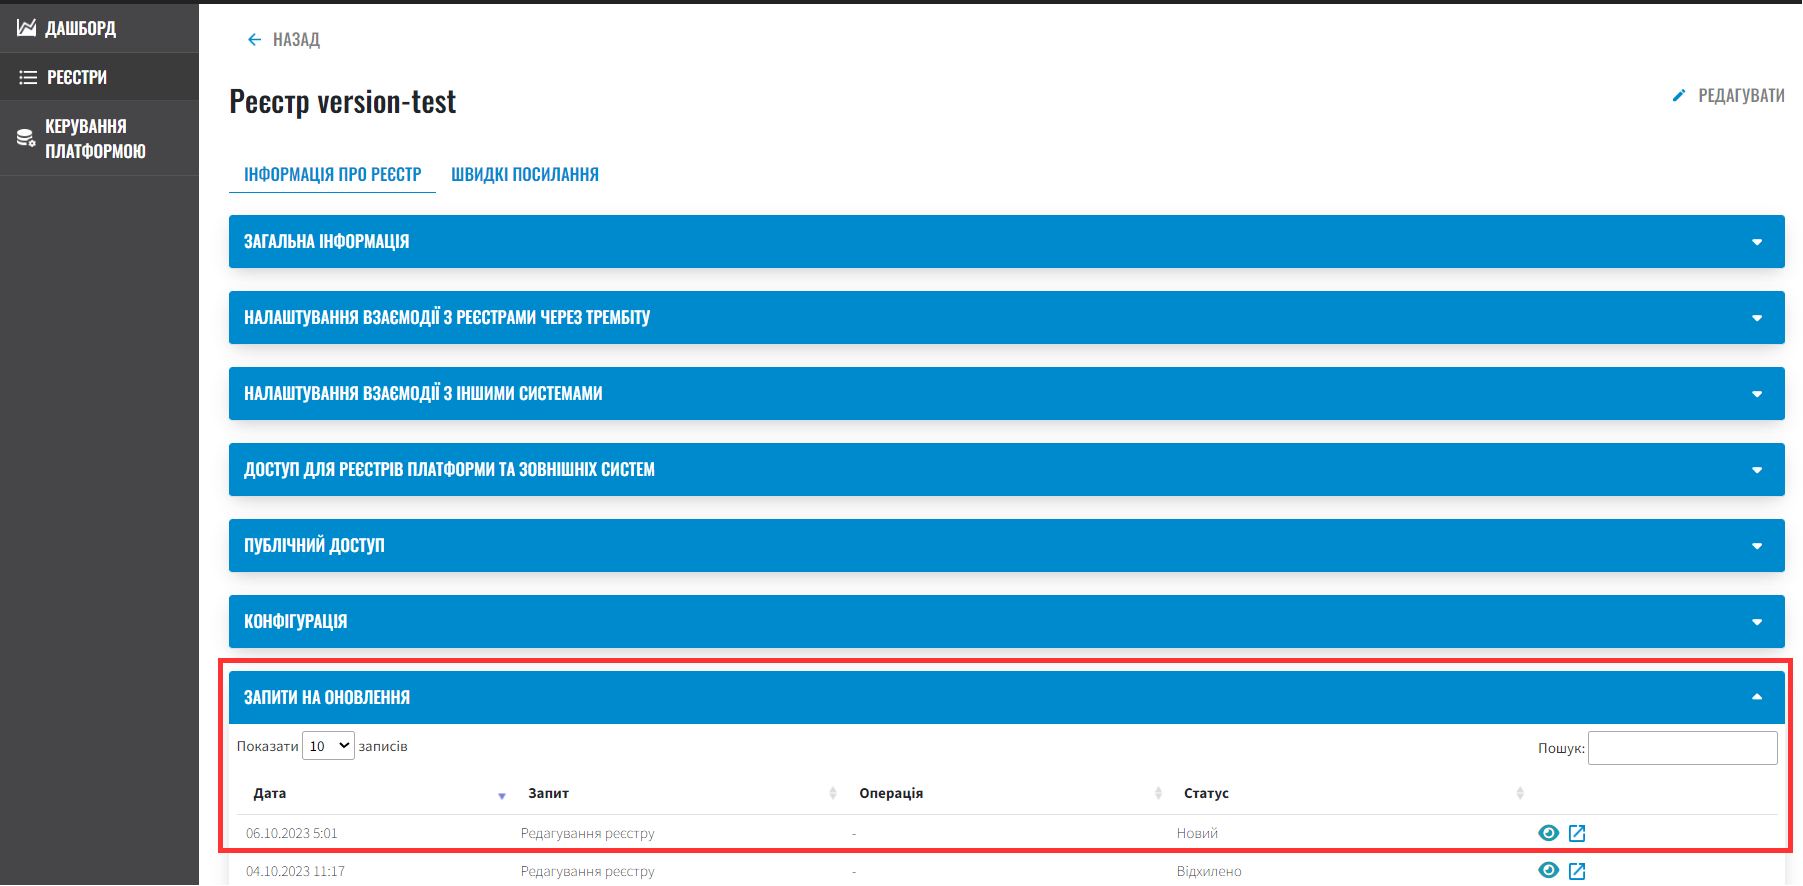 ДАШБОРД
РЕЄСТРИ
КЕРУВАННЯ
ПЛАТФОРМОЮ
НАЗАД
Реєстр version-test
РЕДАГУВАТИ
ІНФОРМАЦІЯ ПРО РЕЄСТР ШВИДКІ ПОСИЛАННЯ
ЗАГАЛЬНА ІНФОРМАЦІЯ
НАЛАШТУВАННЯ ВЗАЄМОДІЇ З РЕЄСТРАМИ ЧЕРЕЗ ТРЕМБІТУ
НАЛАШТУВАННЯ ВЗАЄМОДІЇ З ІНШИМИ СИСТЕМАМИ
ДОСТУП ДЛЯ РЕЄСТРІВ ПЛАТФОРМИ ТА ЗОВНІШНІХ СИСТЕМ
ПУБЛІЧНИЙ ДОСТУП
КОНФІГУРАЦІЯ
ЗАПИТИ НА ОНОВЛЕННЯ
Показати 10 записів Пошук:
Дата Запит Операція Статус
06.10.2023 5:01 Редагування реєстру - Новий
04.10.2023 11:17 Редагування реєстру - Відхилено